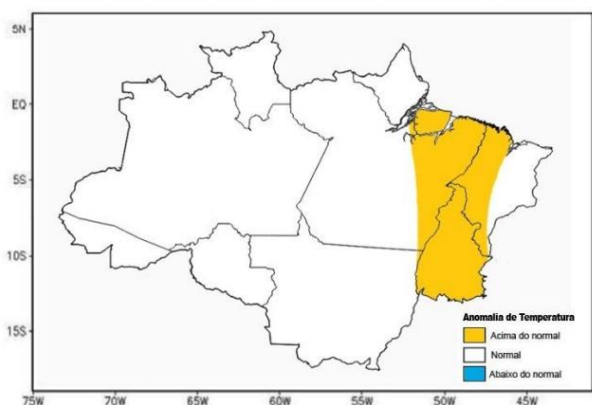 5N
EQ
5S
10S
15S
75W 70W 65W 60W 55W 50W 45W
Anomalia de Temperatura
Acima do normal
Normal
Abaixo do normal